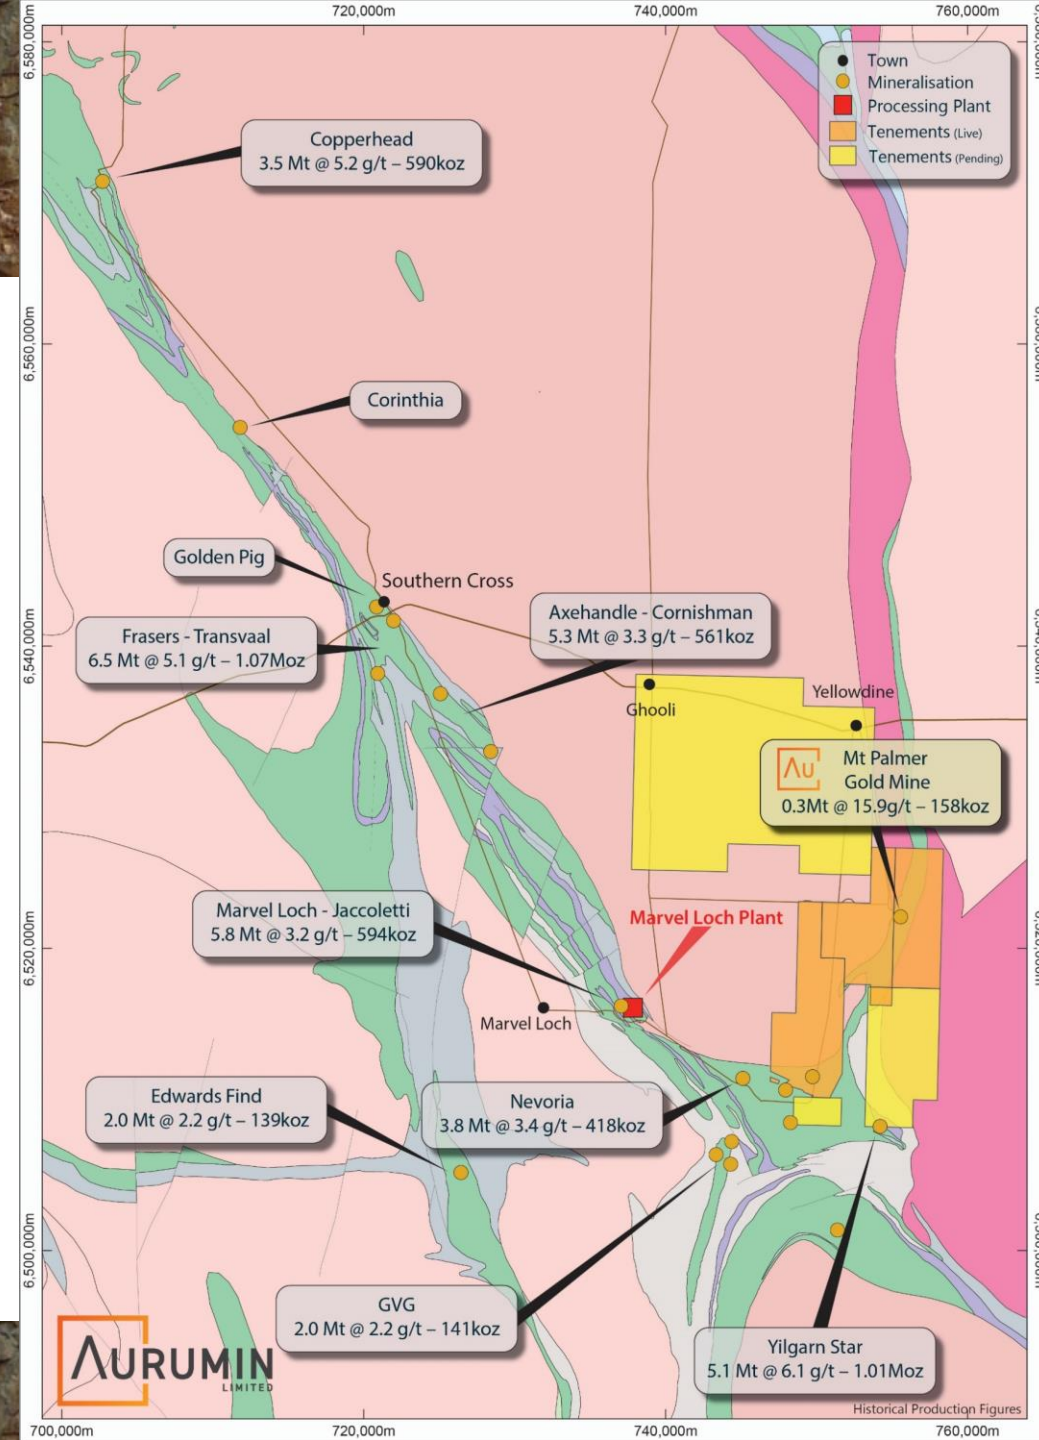 720,000m
740,000m
760,000m
6,580,000m
6,560,000m
6,540,000m
6,520,000m
6,500,000m
Town
Mineralisation
Processing Plant
Tenements (Live)
Tenements (Pending)
Copperhead
3.5 Mt @ 5.2 g/t – 590koz
Corinthia
Golden Pig
Southern Cross
Frasers - Transvaal
6.5 Mt @ 5.1 g/t – 1.07Moz
Axehandle - Cornishman
5.3 Mt @ 3.3 g/t – 561koz
Ghooli
Yellowdine
Au
Mt Palmer
Gold Mine
0.3Mt @ 15.9g/t – 158koz
Marvel Loch - Jaccoletti
5.8 Mt @ 3.2 g/t – 594koz
Marvel Loch Plant
Marvel Loch
Edwards Find
2.0 Mt @ 2.2 g/t – 139koz
Nevoria
3.8 Mt @ 3.4 g/t – 418koz
GVG
2.0 Mt @ 2.2 g/t – 141koz
Yilgarn Star
5.1 Mt @ 6.1 g/t – 1.01Moz
AURUMIN
LIMITED
Historical Production Figures
700,000m
720,000m
740,000m
760,000m